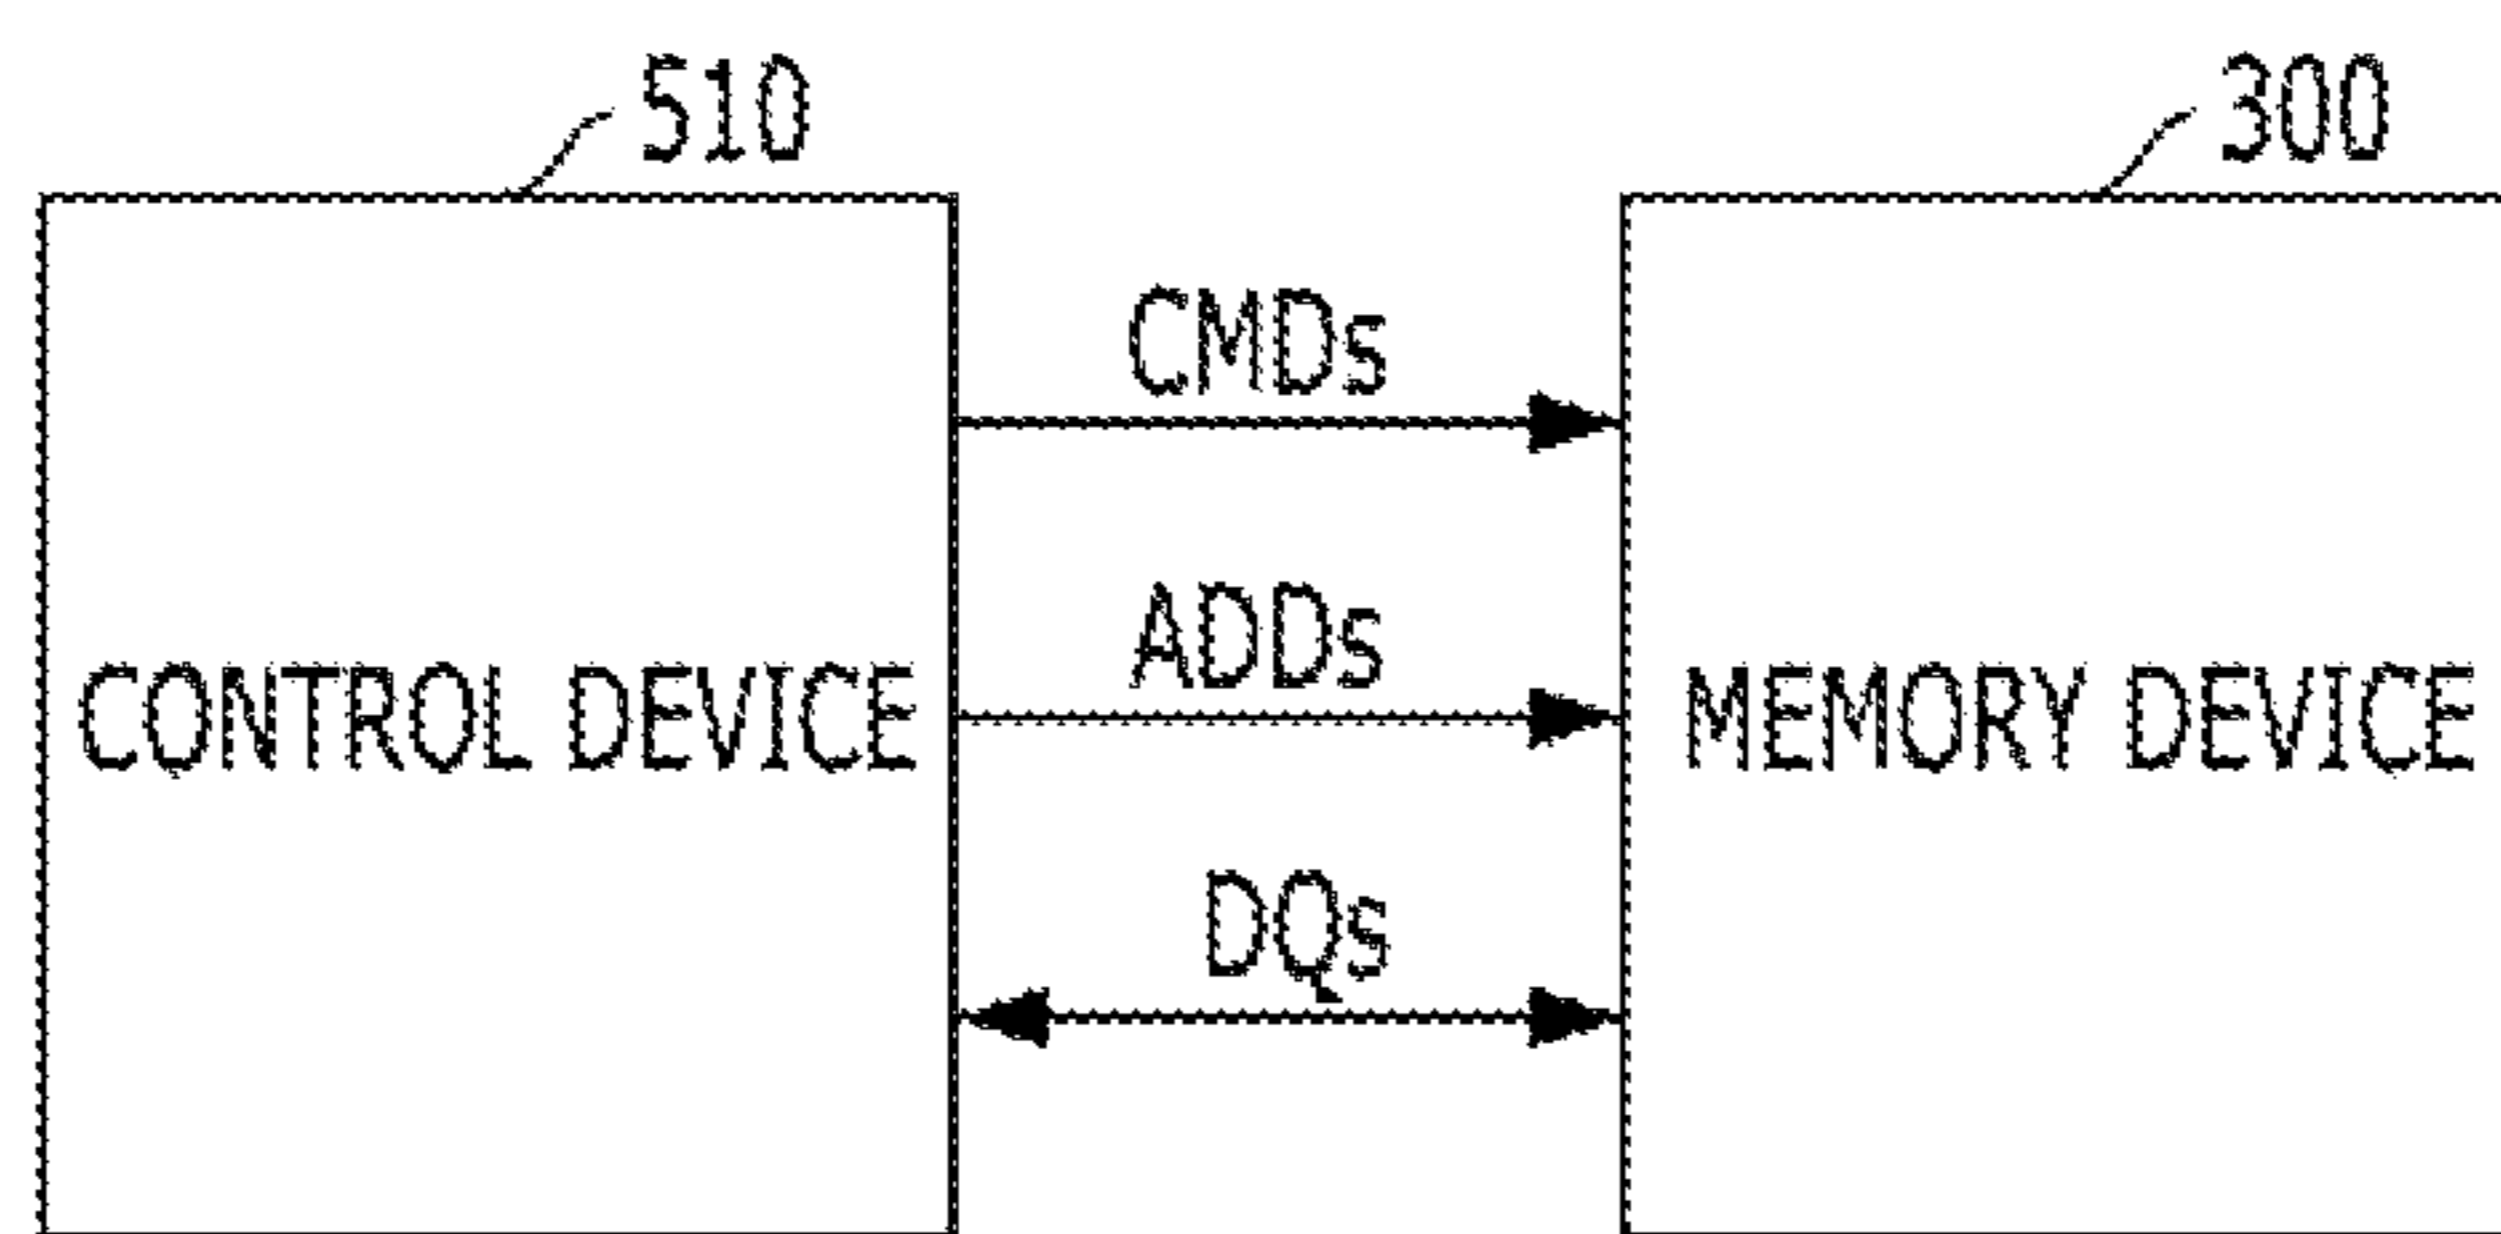 510
300
CMDs
ADDs
CONTROL DEVICE
MEMORY DEVICE
DQs